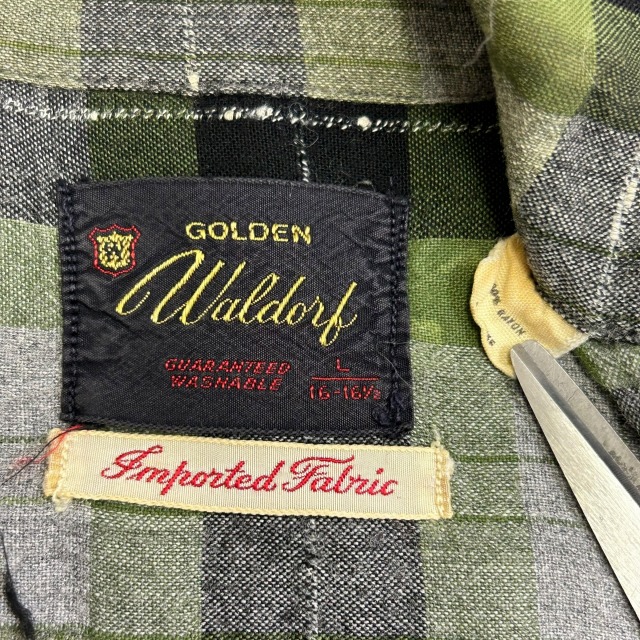 GOLDEN
Waldorf
GUARANTEED
WASHABLE
L
16-16½
Imported Fabric
RAYON